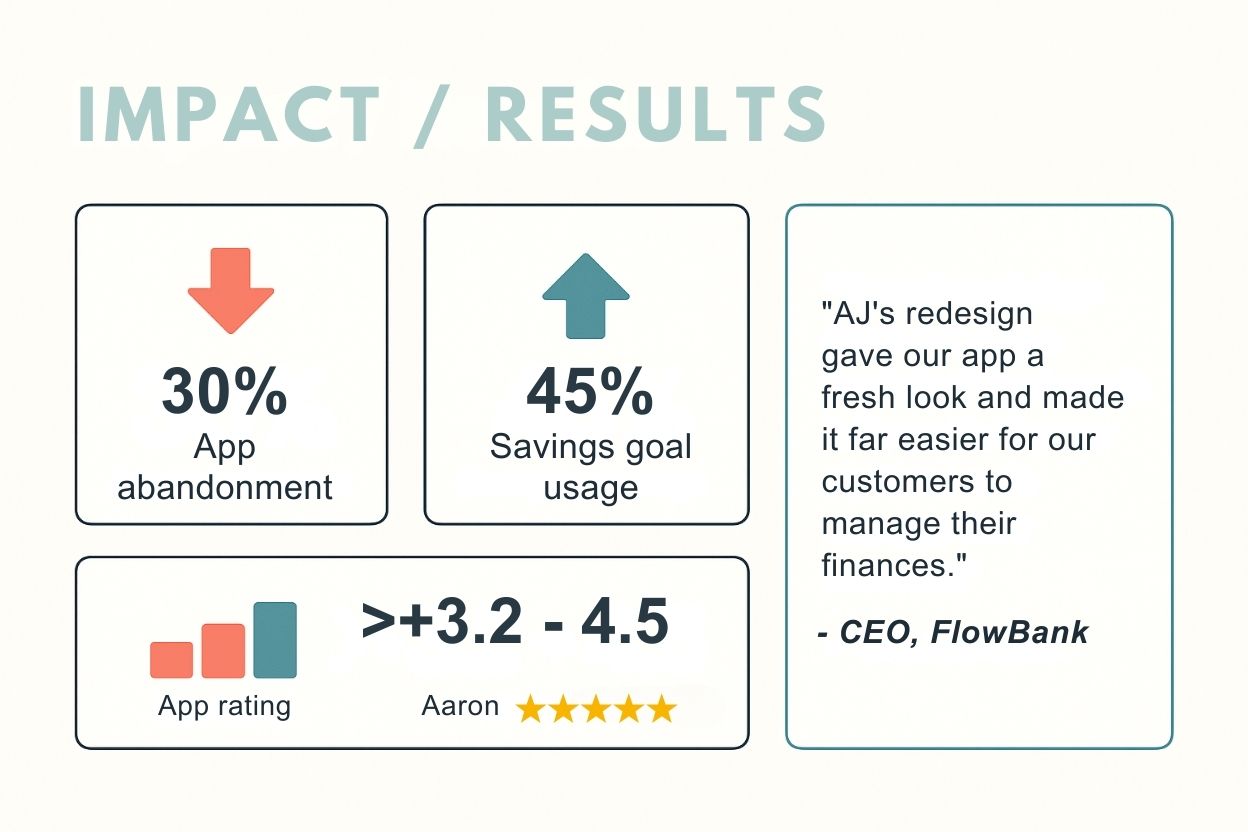 IMPACT / RESULTS
30%
App
abandonment
45%
Savings goal
usage
>+3.2 - 4.5
App rating
Aaron
"AJ's redesign
gave our app a
fresh look and made
it far easier for our
customers to
manage their
finances."
- CEO, FlowBank